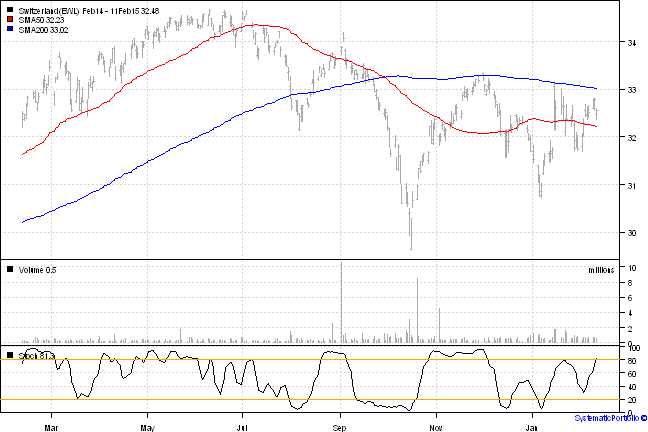 Switzerland(EWL) Feb14 - 11Feb15 32.48
SMA50 32.23
SMA200 33.02
34
33
32
31
30
Volume 0.5
millions
10
8
6
4
2
0
Stoch 81.3
100
80
60
40
20
0
Mar May Jul Sep Nov Jan
SystematicPortfolio ©